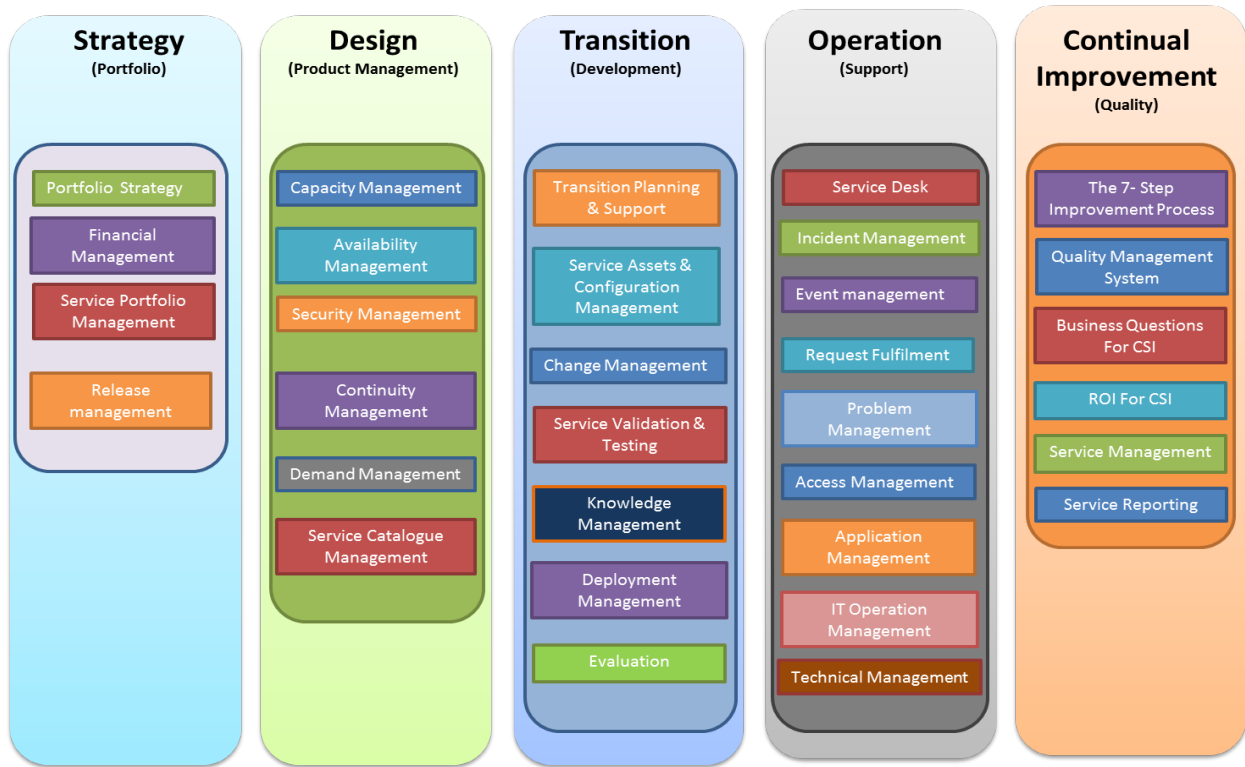 Strategy
(Portfolio)
Portfolio Strategy
Financial
Management
Service Portfolio
Management
Release
management
Design
(Product Management)
Capacity Management
Availability
Management
Security Management
Continuity
Management
Demand Management
Service Catalogue
Management
Transition
(Development)
Transition Planning
& Support
Service Assets &
Configuration
Management
Change Management
Service Validation &
Testing
Knowledge
Management
Deployment
Management
Evaluation
Operation
(Support)
Service Desk
Incident Management
Event management
Request Fulfilment
Problem
Management
Access Management
Application
Management
IT Operation
Management
Technical Management
Continual
Improvement
(Quality)
The 7- Step
Improvement Process
Quality Management
System
Business Questions
For CSI
ROI For CSI
Service Management
Service Reporting